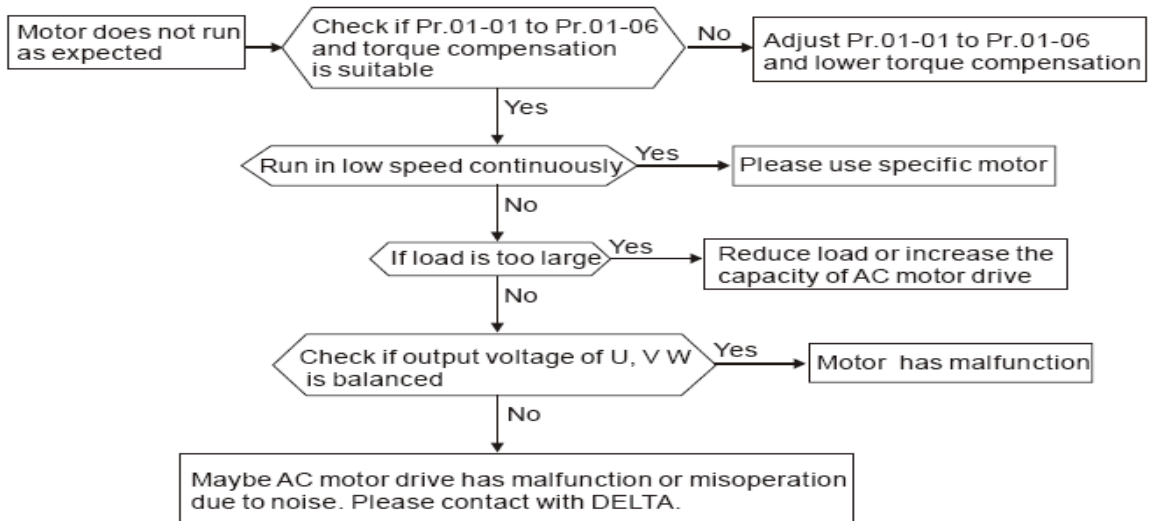 Motor does not run
as expected
Check if Pr.01-01 to Pr.01-06
and torque compensation
is suitable
No
Adjust Pr.01-01 to Pr.01-06
and lower torque compensation
Yes
Run in low speed continuously
Yes
Please use specific motor
No
If load is too large
Yes
Reduce load or increase the
capacity of AC motor drive
No
Check if output voltage of U, V W
is balanced
Yes
Motor has malfunction
No
Maybe AC motor drive has malfunction or misoperation
due to noise. Please contact with DELTA.